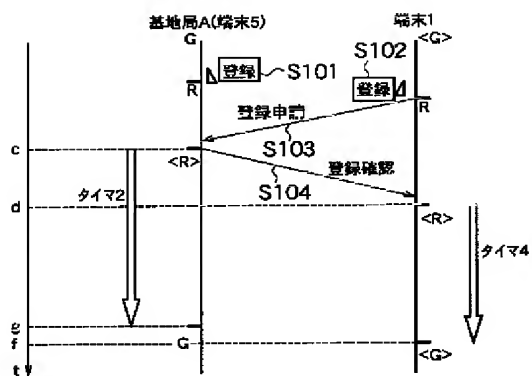 基地局A(端末5) 端末1
G <G>
登録 S101 S102 登録
R R
登録申請
S103
c <R>
登録確認
S104
タイマ2
d <R>
タイマ4
g
f G <G>
t